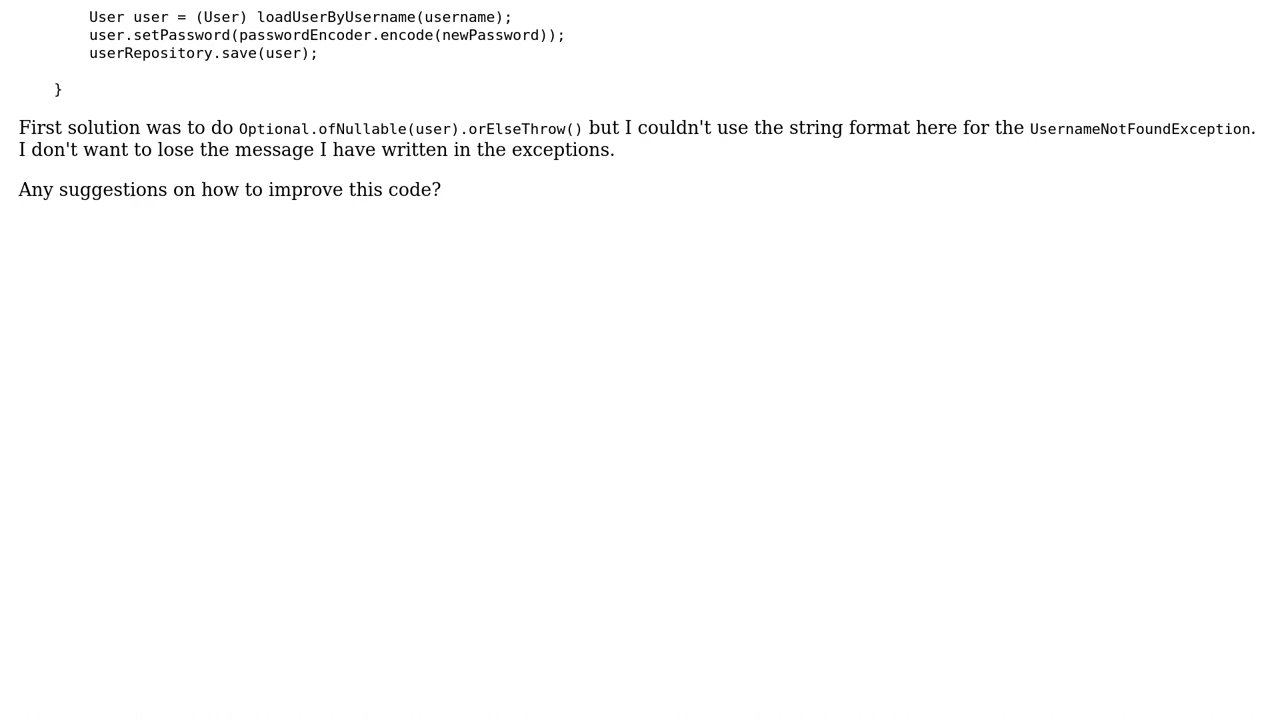 User user = (User) loadUserByUsername(username);
user.setPassword(passwordEncoder.encode(newPassword));
userRepository.save(user);
}
First solution was to do Optional.ofNullable(user).orElseThrow() but I couldn't use the string format here for the UsernameNotFoundException.
I don't want to lose the message I have written in the exceptions.
Any suggestions on how to improve this code?